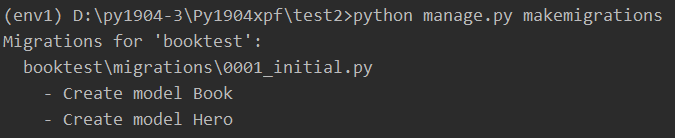 (env1) D:\py1904-3\Py1904xpf\test2>python manage.py makemigrations
Migrations for 'booktest':
  booktest\migrations\0001_initial.py
    - Create model Book
    - Create model Hero